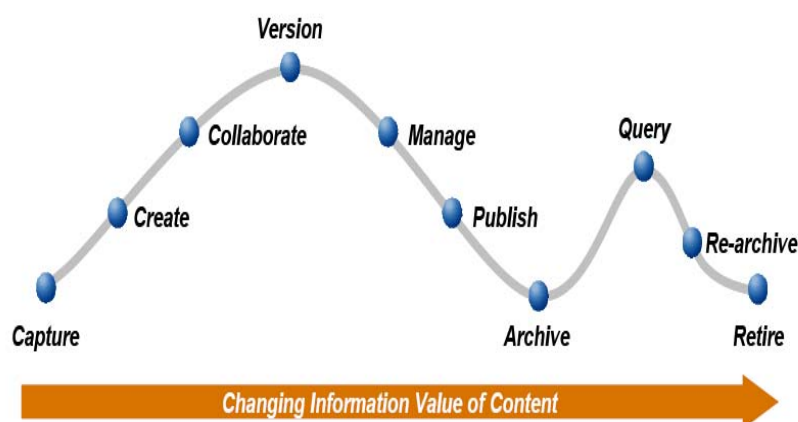 Version
Collaborate
Manage
Query
Create
Publish
Re-archive
Capture
Archive
Retire
Changing Information Value of Content